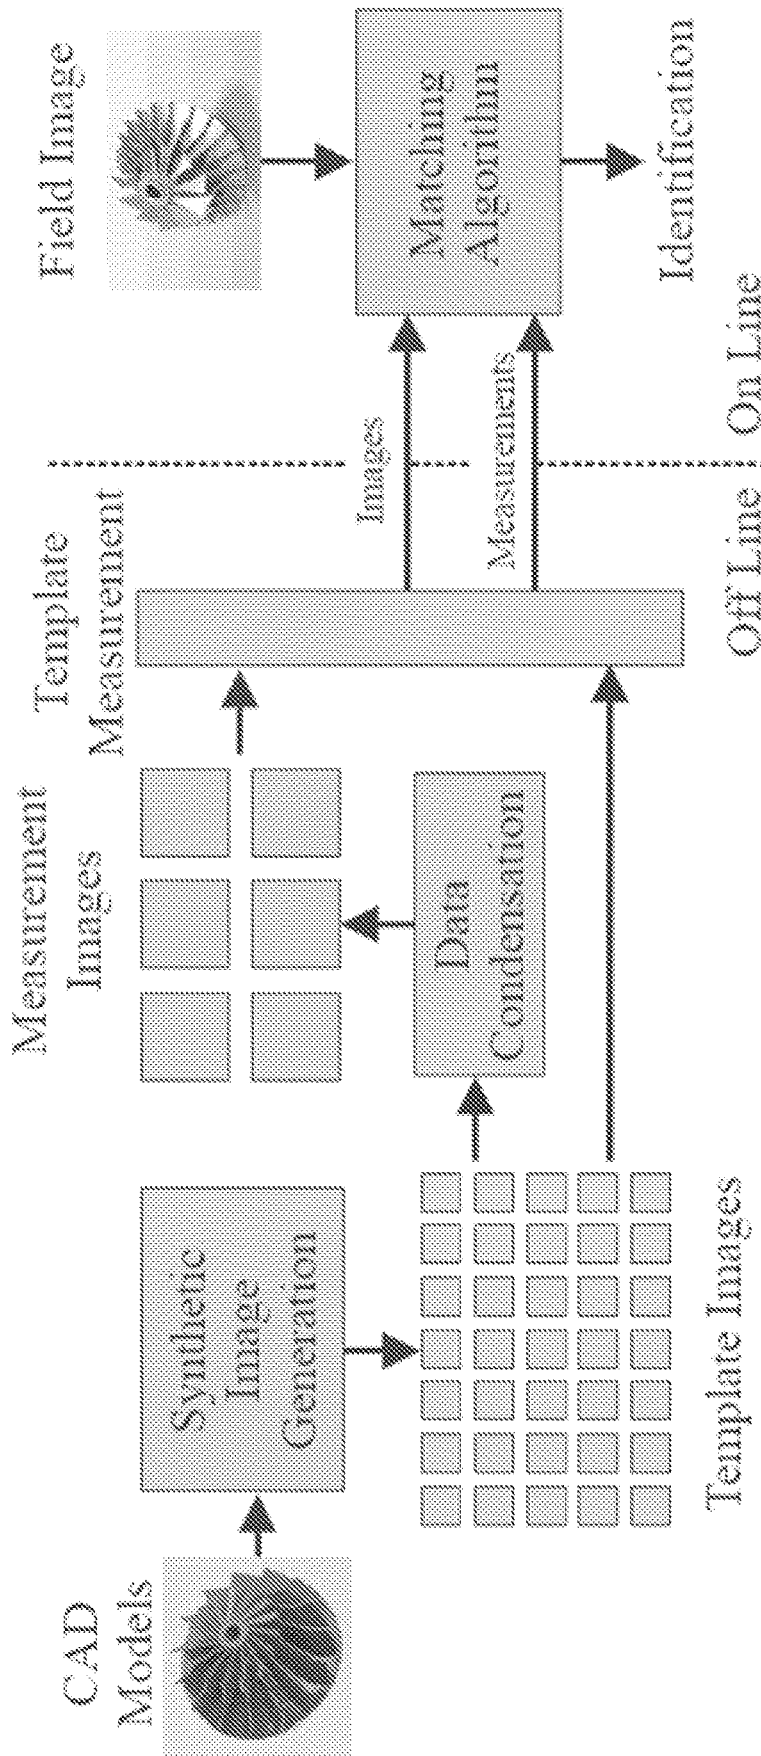 CAD
Models
Synthetic
Image
Generation
Template Images
Measurement
Images
Data
Condensation
Template
Measurement
Images
Measurements
Off Line
On Line
Field Image
Matching
Algorithm
Identification